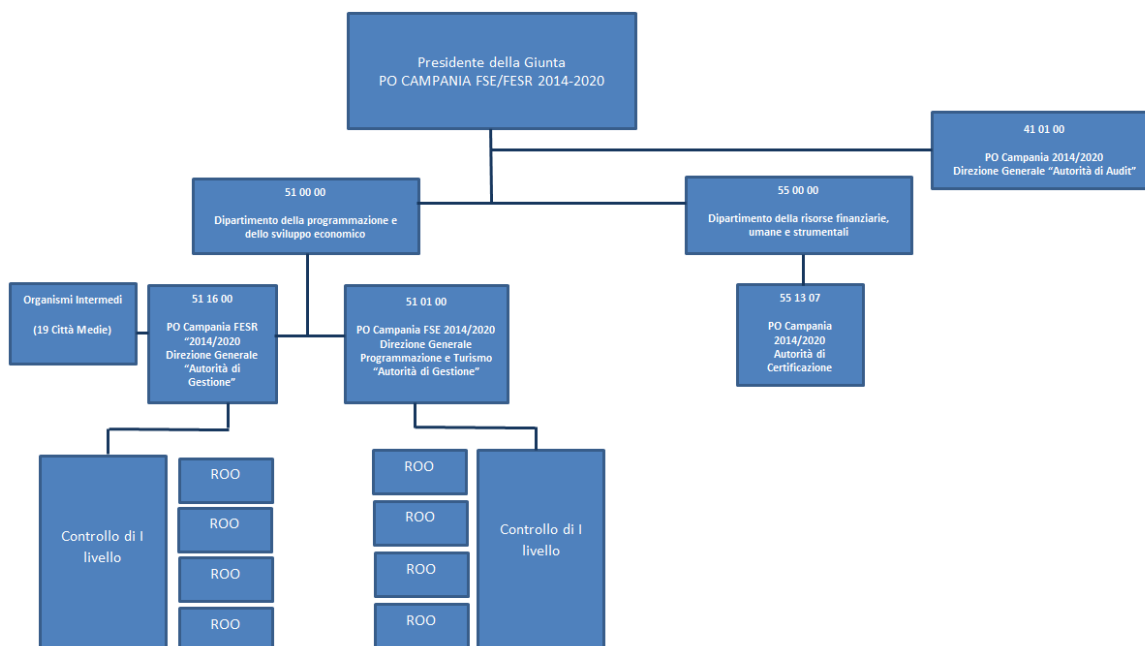 Presidente della Giunta
PO CAMPANIA FSE/FESR 2014-2020
41 01 00
PO Campania 2014/2020
Direzione Generale “Autorità di Audit”
51 00 00
Dipartimento della programmazione e
dello sviluppo economico
55 00 00
Dipartimento della risorse finanziarie,
umane e strumentali
Organismi Intermedi
(19 Città Medie)
51 16 00
PO Campania FESR
“2014/2020
Direzione Generale
“Autorità di
Gestione”
51 01 00
PO Campania FSE 2014/2020
Direzione Generale
Programmazione e Turismo
“Autorità di Gestione”
55 13 07
PO Campania
2014/2020
Autorità di
Certificazione
Controllo di I
livello
ROO
ROO
ROO
ROO
ROO
ROO
ROO
ROO
Controllo di I
livello